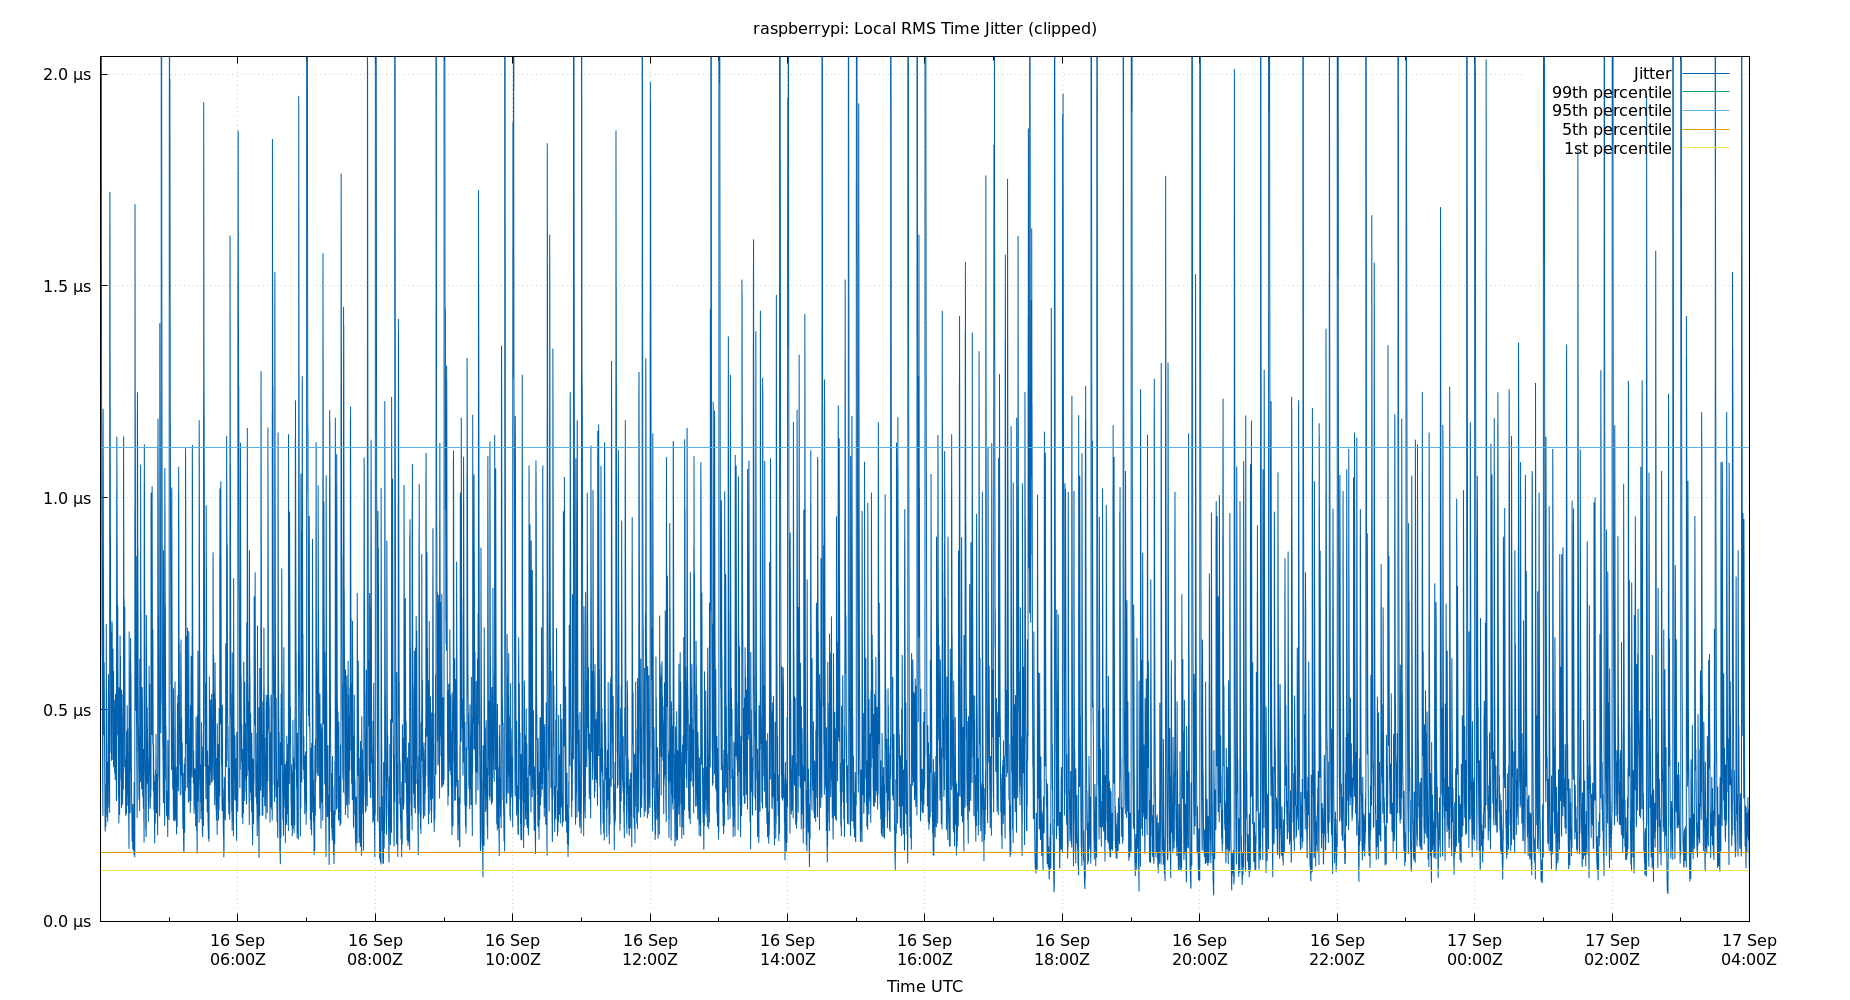 raspberrypi: Local RMS Time Jitter (clipped)
2.0 µs
1.5 µs
1.0 µs
0.5 µs
0.0 µs
Jitter
99th percentile
95th percentile
5th percentile
1st percentile
16 Sep
06:00Z
16 Sep
08:00Z
16 Sep
10:00Z
16 Sep
12:00Z
16 Sep
14:00Z
16 Sep
16:00Z
16 Sep
18:00Z
16 Sep
20:00Z
16 Sep
22:00Z
17 Sep
00:00Z
17 Sep
02:00Z
17 Sep
04:00Z
Time UTC